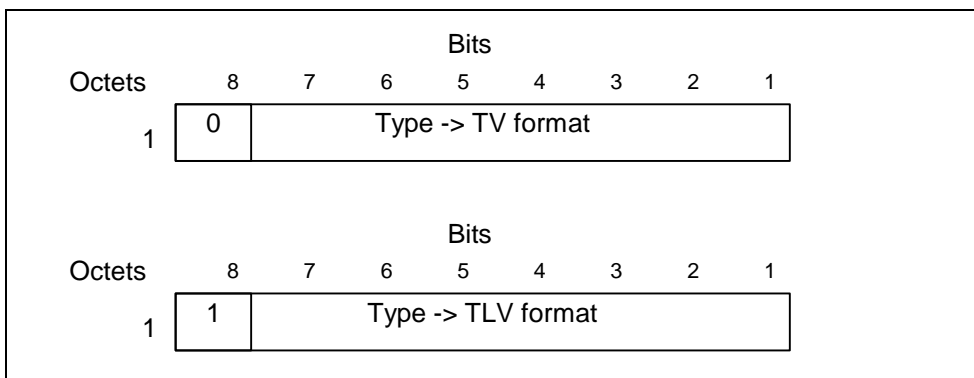 Bits
Octets 8 7 6 5 4 3 2 1
1 0 Type -> TV format
Bits
Octets 8 7 6 5 4 3 2 1
1 1 Type -> TLV format